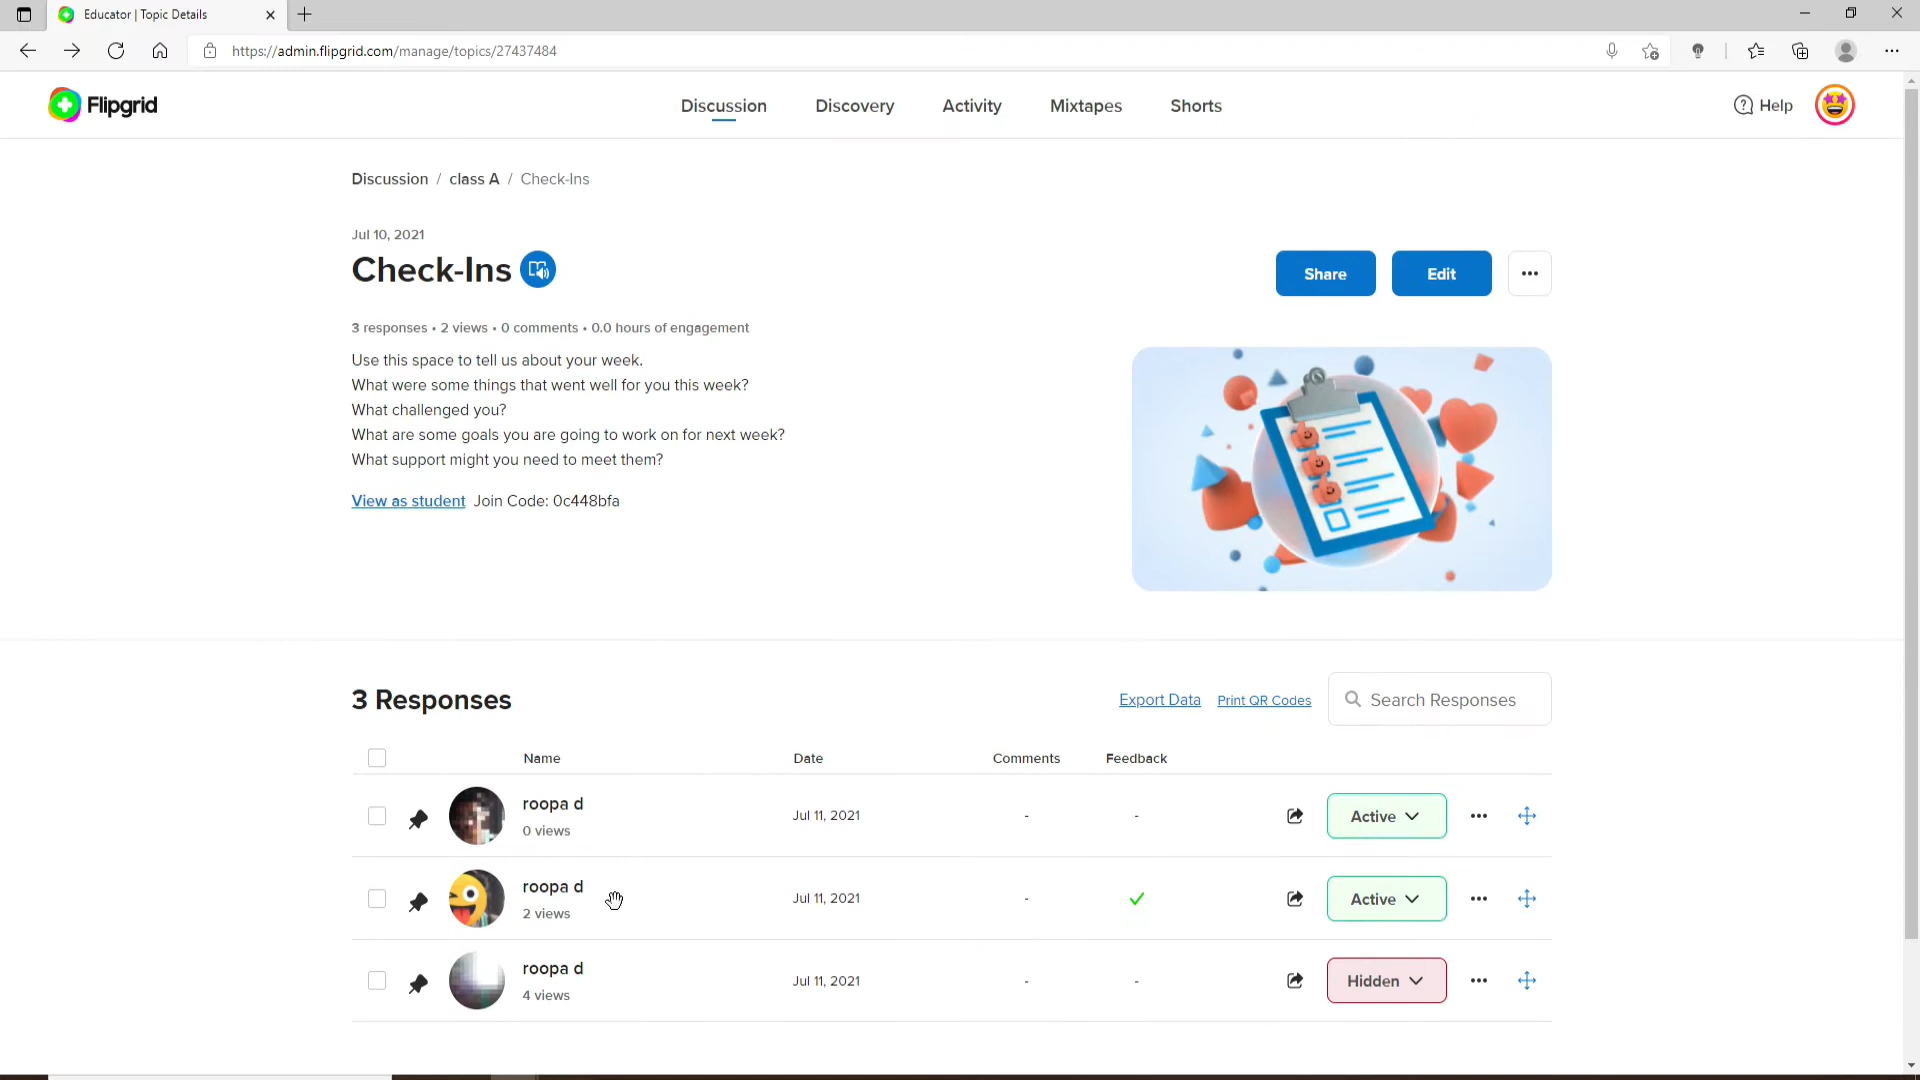 Educator | Topic Details
https://admin.flipgrid.com/manage/topics/27437484
Flipgrid
Discussion
Discovery
Activity
Mixtapes
Shorts
Help
Discussion / class A / Check-Ins
Jul 10, 2021
Check-Ins
Share
Edit
3 responses • 2 views • 0 comments • 0.0 hours of engagement
Use this space to tell us about your week.
What were some things that went well for you this week?
What challenged you?
What are some goals you are going to work on for next week?
What support might you need to meet them?
View as student Join Code: 0c448bfa
3 Responses
Export Data
Print QR Codes
Search Responses
Name
Date
Comments
Feedback
roopa d
0 views
Jul 11, 2021
-
-
Active
roopa d
2 views
Jul 11, 2021
-
Active
roopa d
4 views
Jul 11, 2021
-
-
Hidden